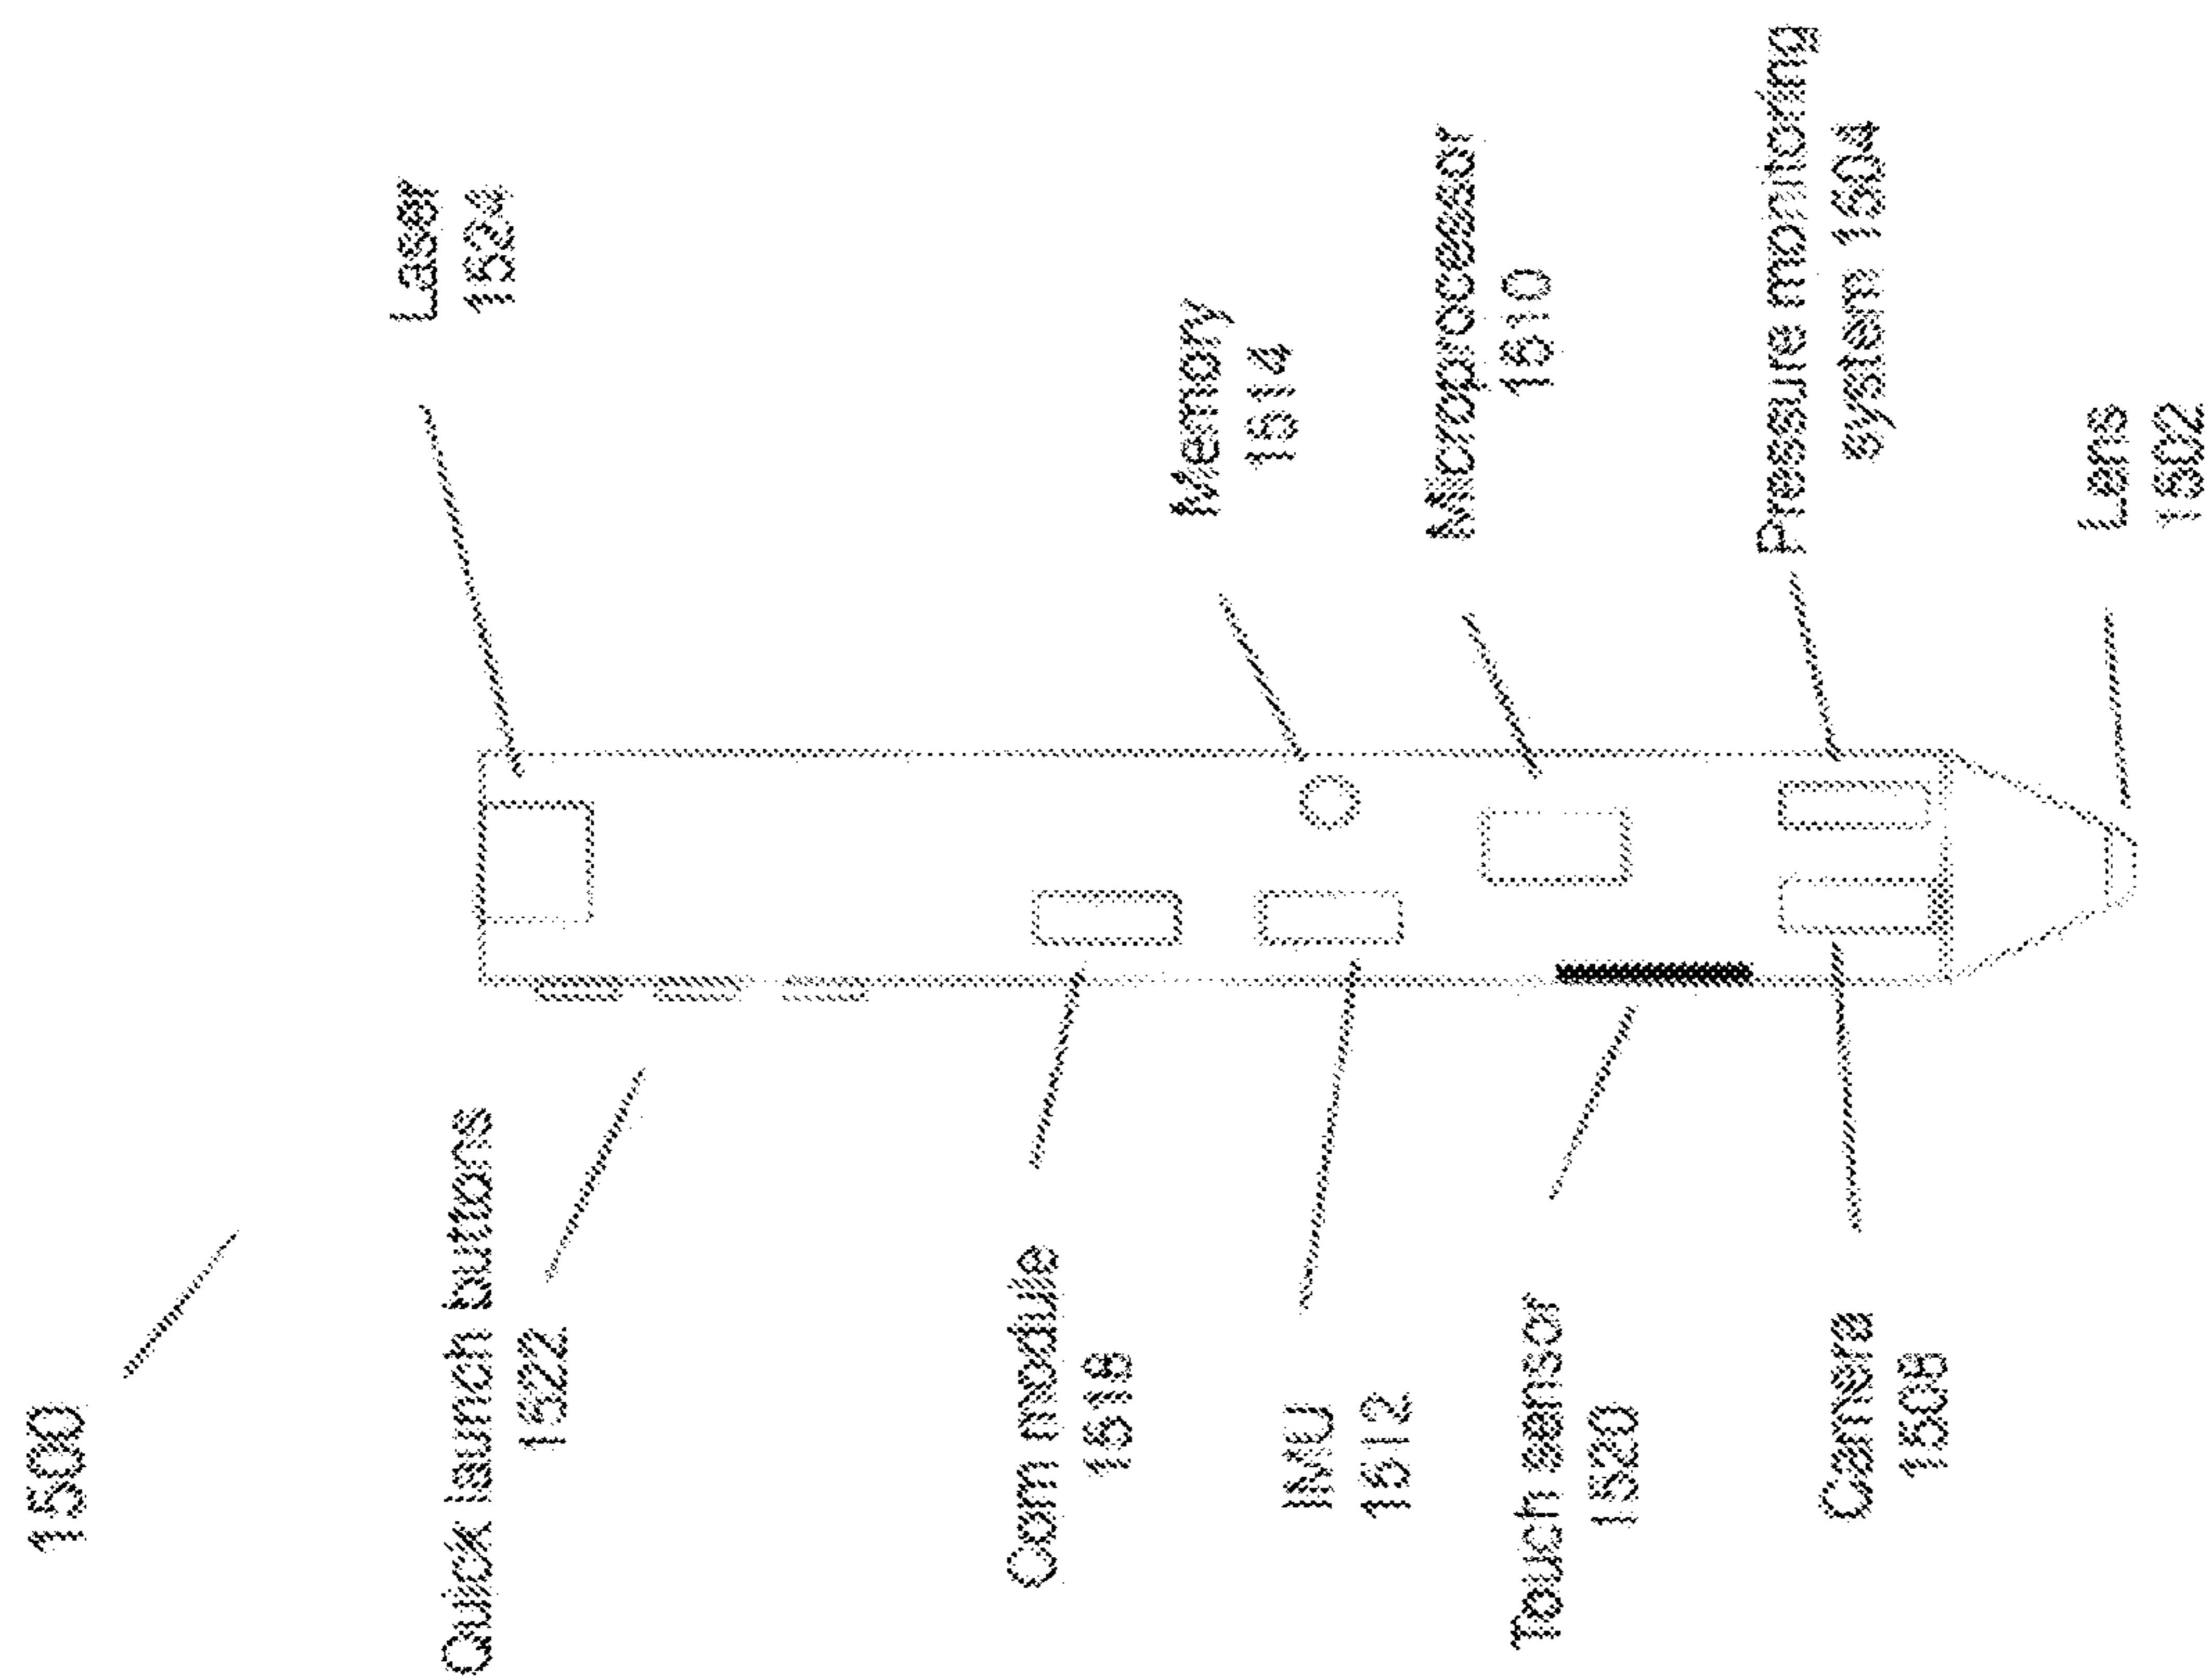 1500
Quick launch buttons
1522
Laser
1524
Com module
1518
Memory
1514
IMU
1512
Microprocessor
1510
Touch sensor
1520
Pressure monitoring
system 1504
Camera
1508
Lens
1502